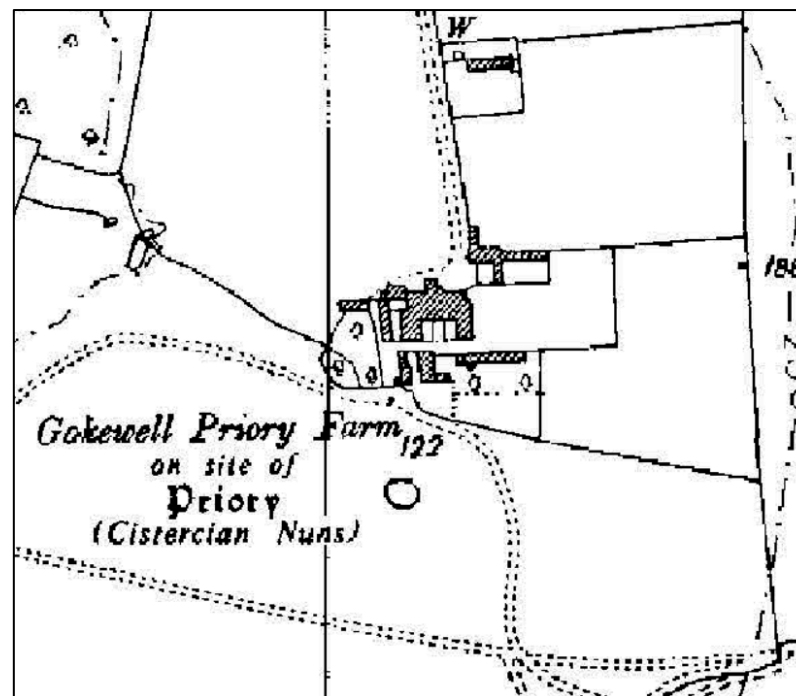 W
Gokewell Priory Farm
122
on site of
Priory
(Cistercian Nuns)